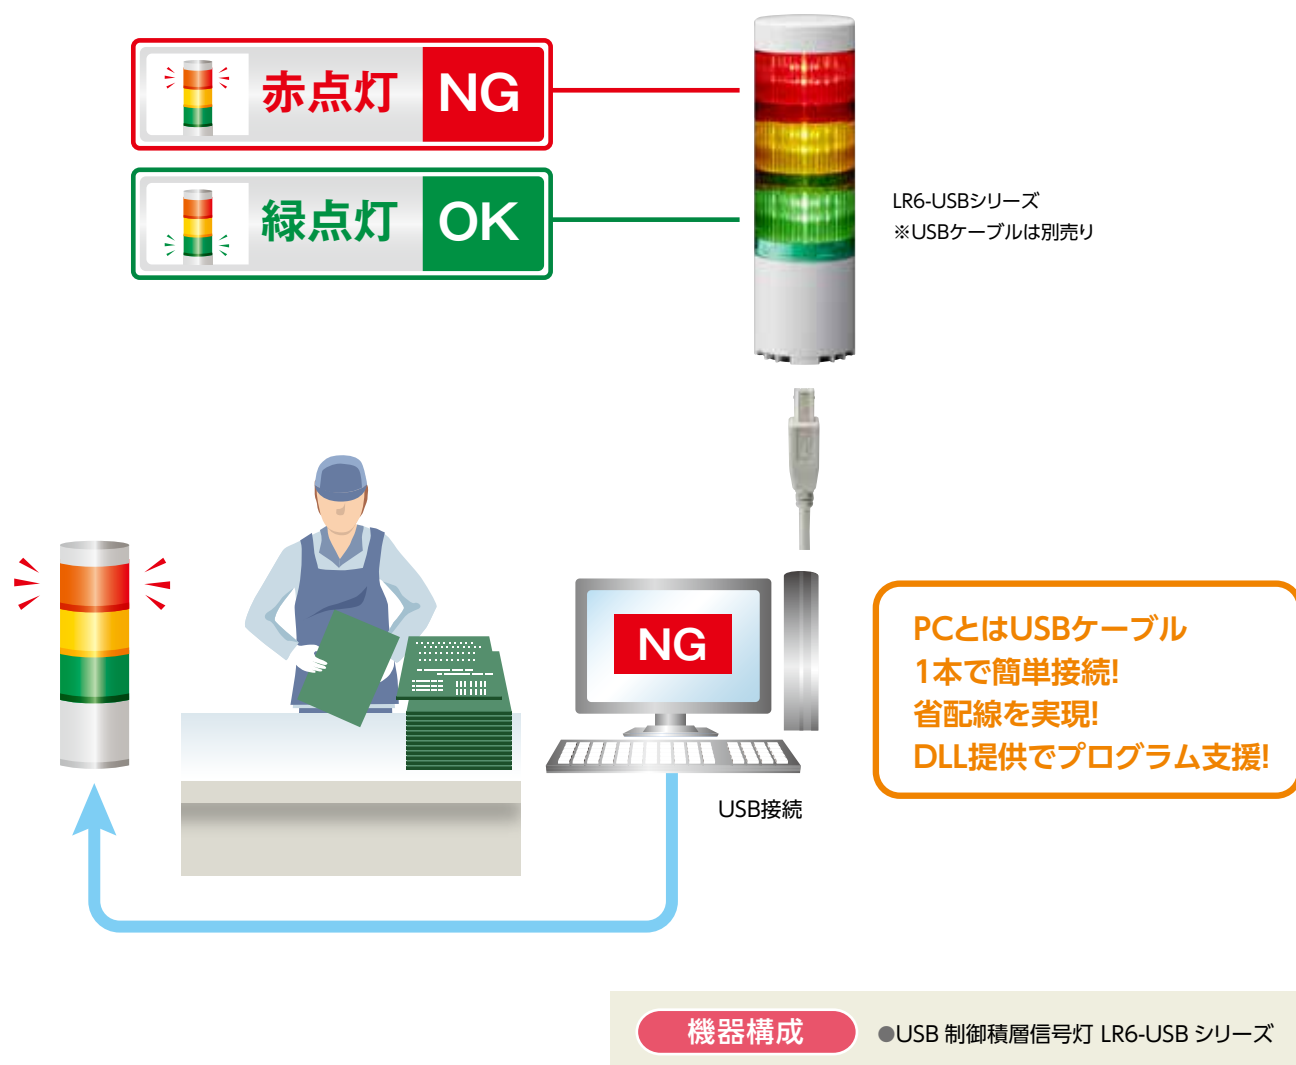 赤点灯 NG
緑点灯 OK
LR6-USBシリーズ
※USBケーブルは別売り
NG
PCとはUSBケーブル
1本で簡単接続!
省配線を実現!
DLL提供でプログラム支援!
USB接続
機器構成 ●USB 制御積層信号灯 LR6-USB シリーズ